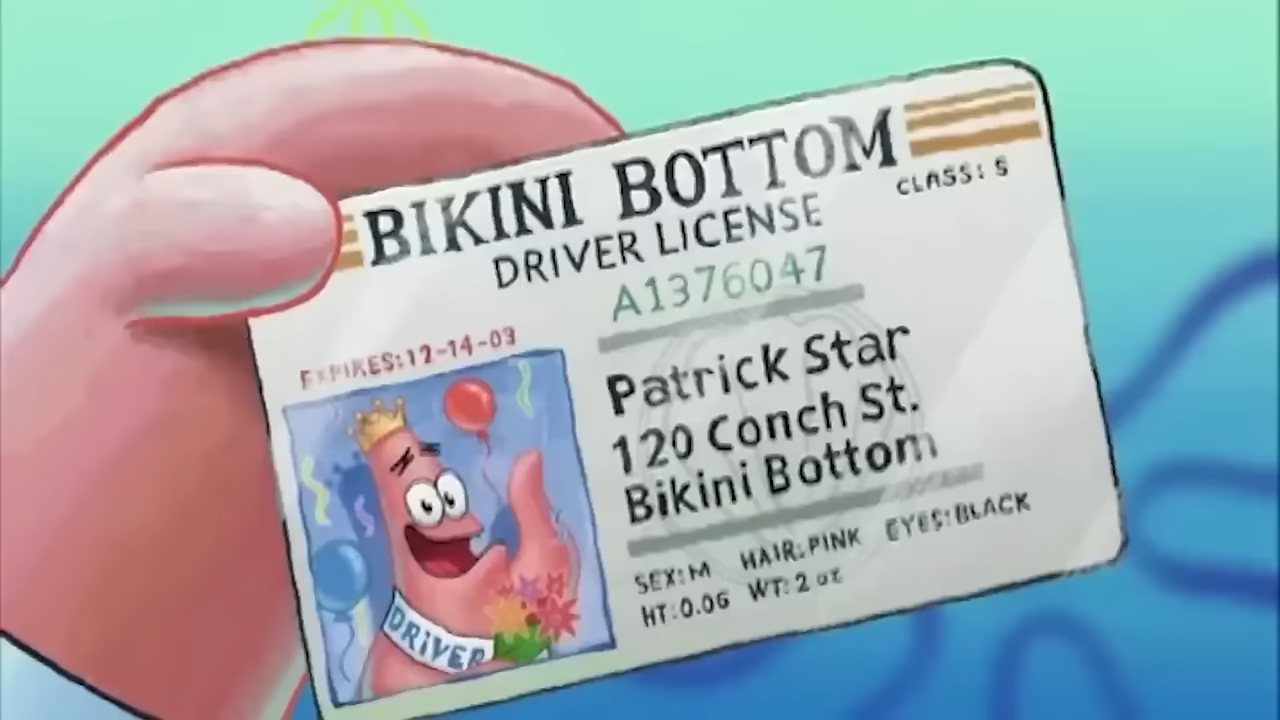 BIKINI BOTTOM
CLASS: S
DRIVER LICENSE
A1376047
EXPIRES:12-14-03
Patrick Star
120 Conch St.
Bikini Bottom
SEX:M HAIR:PINK EYES:BLACK
HT:0.06 WT:2 oz
DRiVER